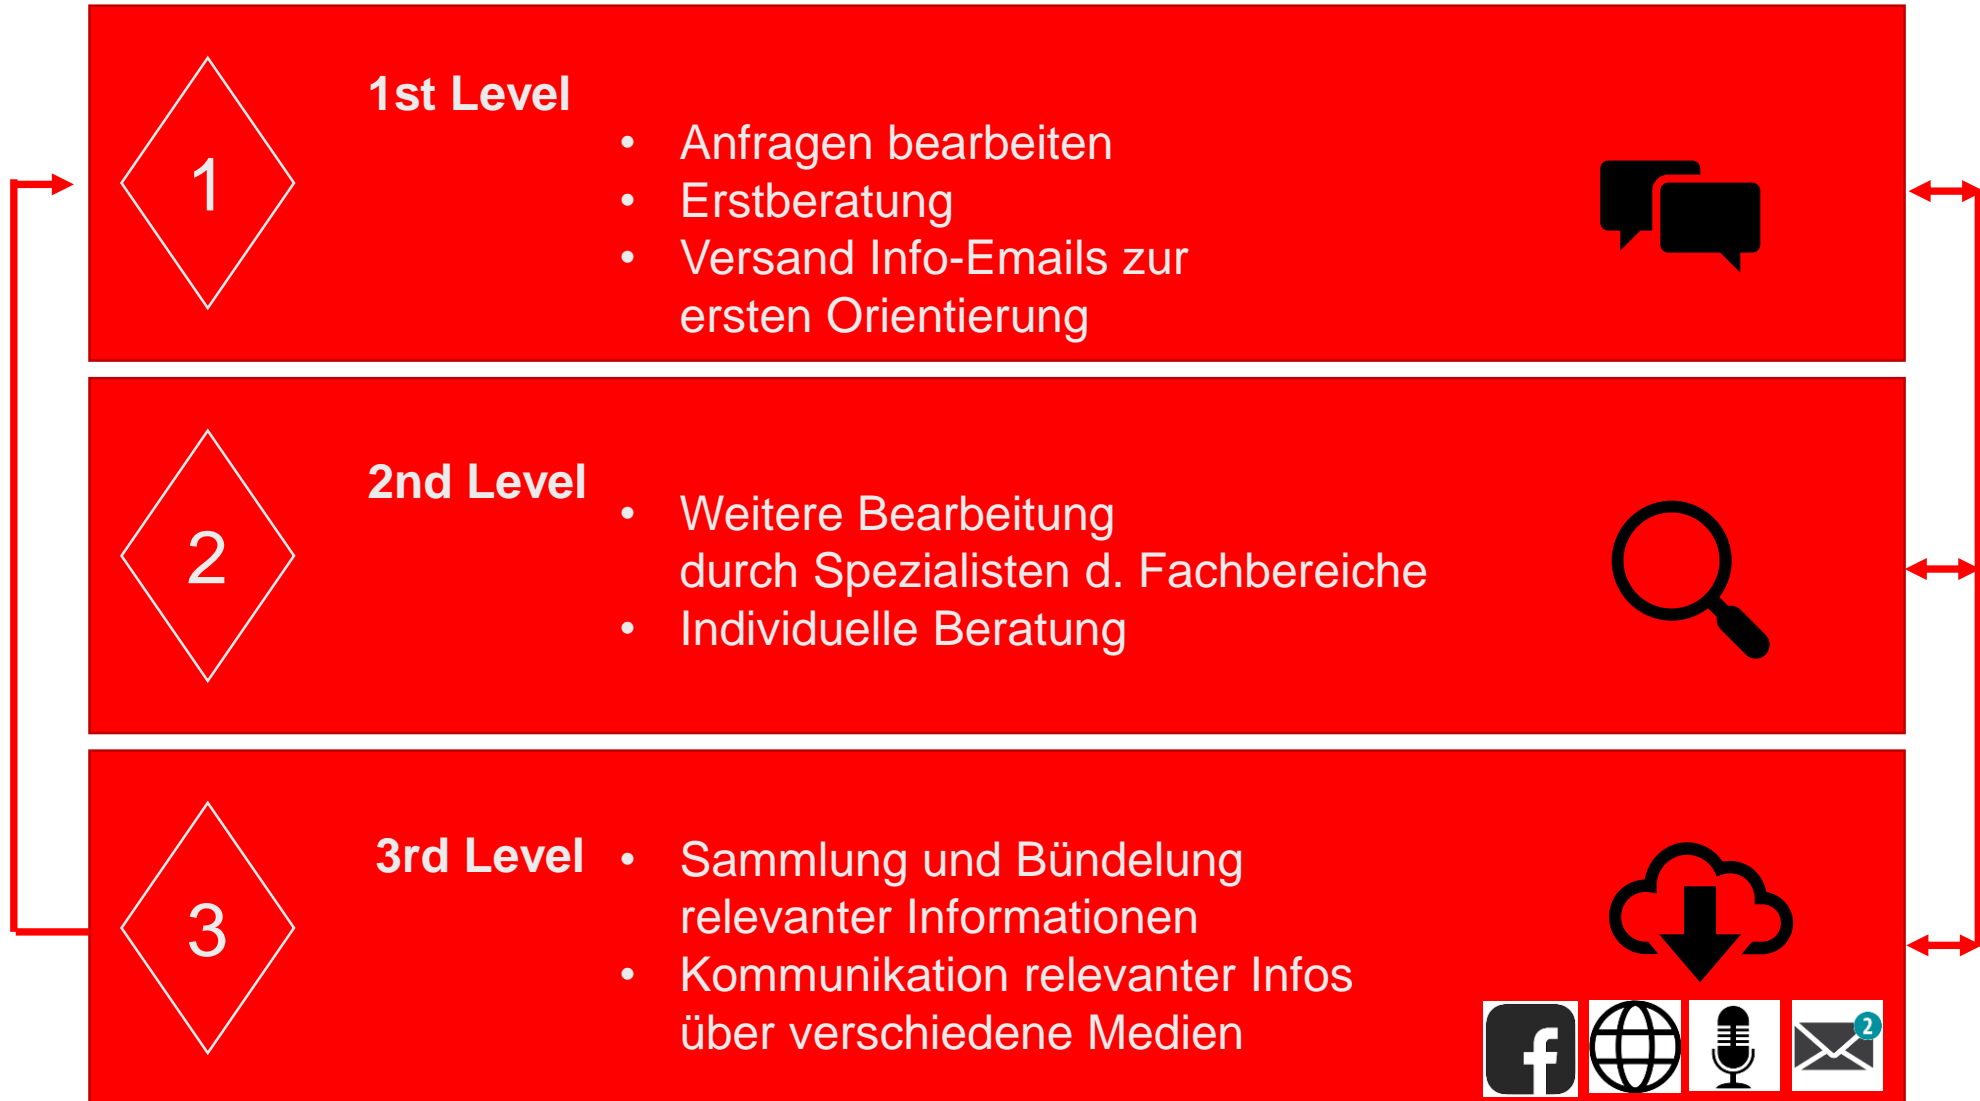 1
1st Level
• Anfragen bearbeiten
• Erstberatung
• Versand Info-Emails zur
ersten Orientierung
2
2nd Level
• Weitere Bearbeitung
durch Spezialisten d. Fachbereiche
• Individuelle Beratung
3
3rd Level
• Sammlung und Bündelung
relevanter Informationen
• Kommunikation relevanter Infos
über verschiedene Medien
f
2